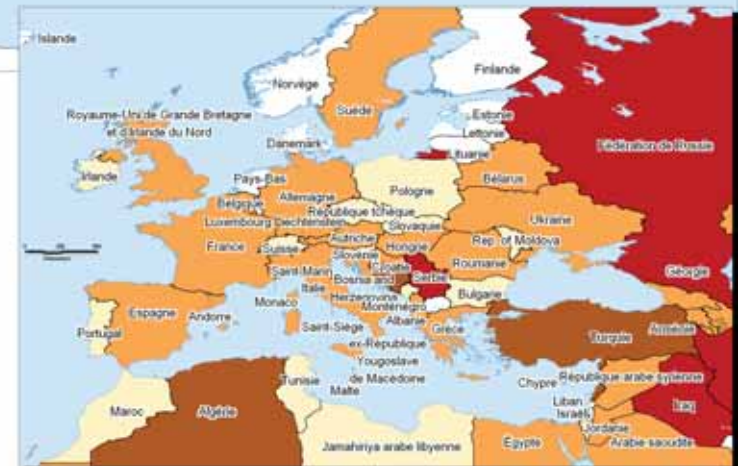 Islande
Norvège
Finlande
Suède
Royaume-Uni de Grande Bretagne
et d'Irlande du Nord
Estonie
Lettonie
Danemark
Lituanie
Fédération de Russie
Irlande
Pays-Bas
Bélarus
Belgique
Allemagne
Pologne
Luxembourg
Liechtenstein
République tchèque
Ukraine
Slovaquie
France
Suisse
Autriche
Hongrie
Rep. of Moldova
Slovénie
Roumanie
Géorgie
Croatie
Saint-Marin
Bosnia and
Serbie
Italie
Herzegovina
Bulgarie
Monaco
Monténégro
Espagne
Andorre
Albanie
Portugal
Saint-Siège
Grèce
Turquie
Arménie
ex-République
Yougoslave
de Macédoine
Tunisie
Malte
Chypre
République arabe syrienne
Maroc
Algérie
Liban
Israël
Iraq
Jordanie
Jamahiriya arabe libyenne
Egypte
Arabie saoudite